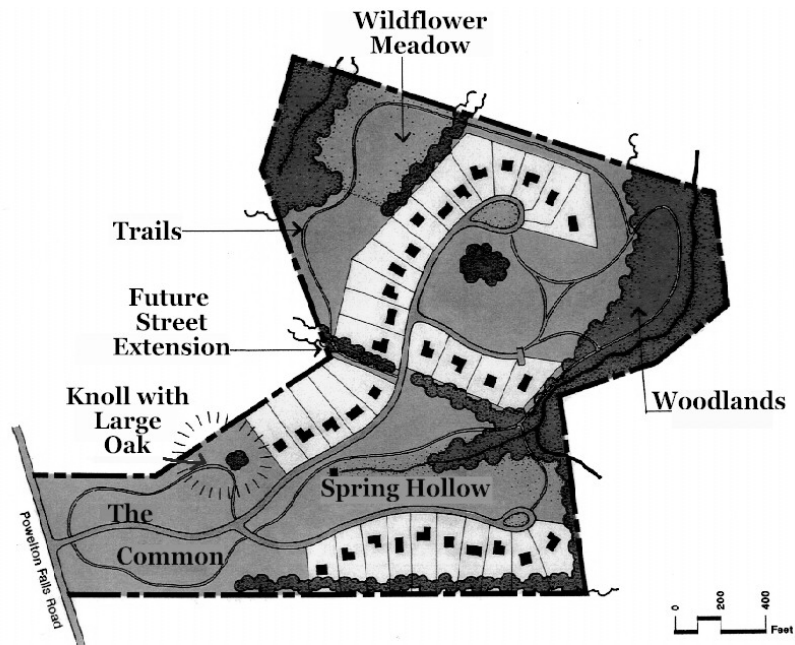 Wildflower
Meadow
Trails
Future
Street
Extension
Knoll with
Large
Oak
Woodlands
Spring Hollow
The
Common
Powelton Falls Road
0 200 400
Feet